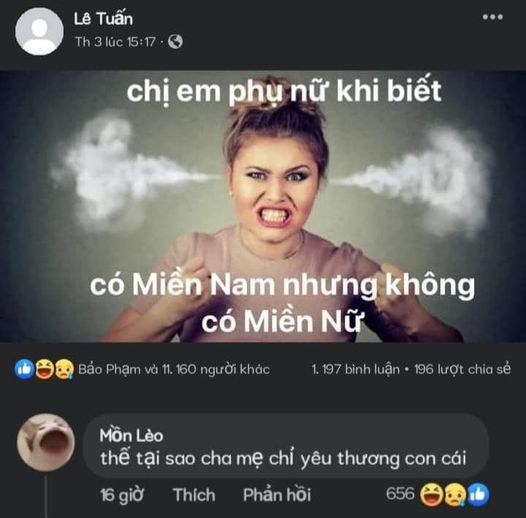 Lê Tuấn
Th 3 lúc 15:17 ·
chị em phụ nữ khi biết
có Miền Nam nhưng không
có Miền Nữ
Bảo Phạm và 11.160 người khác 1.197 bình luận • 196 lượt chia sẻ
Mồn Lèo
thế tại sao cha mẹ chỉ yêu thương con cái
16 giờ Thích Phản hồi 656